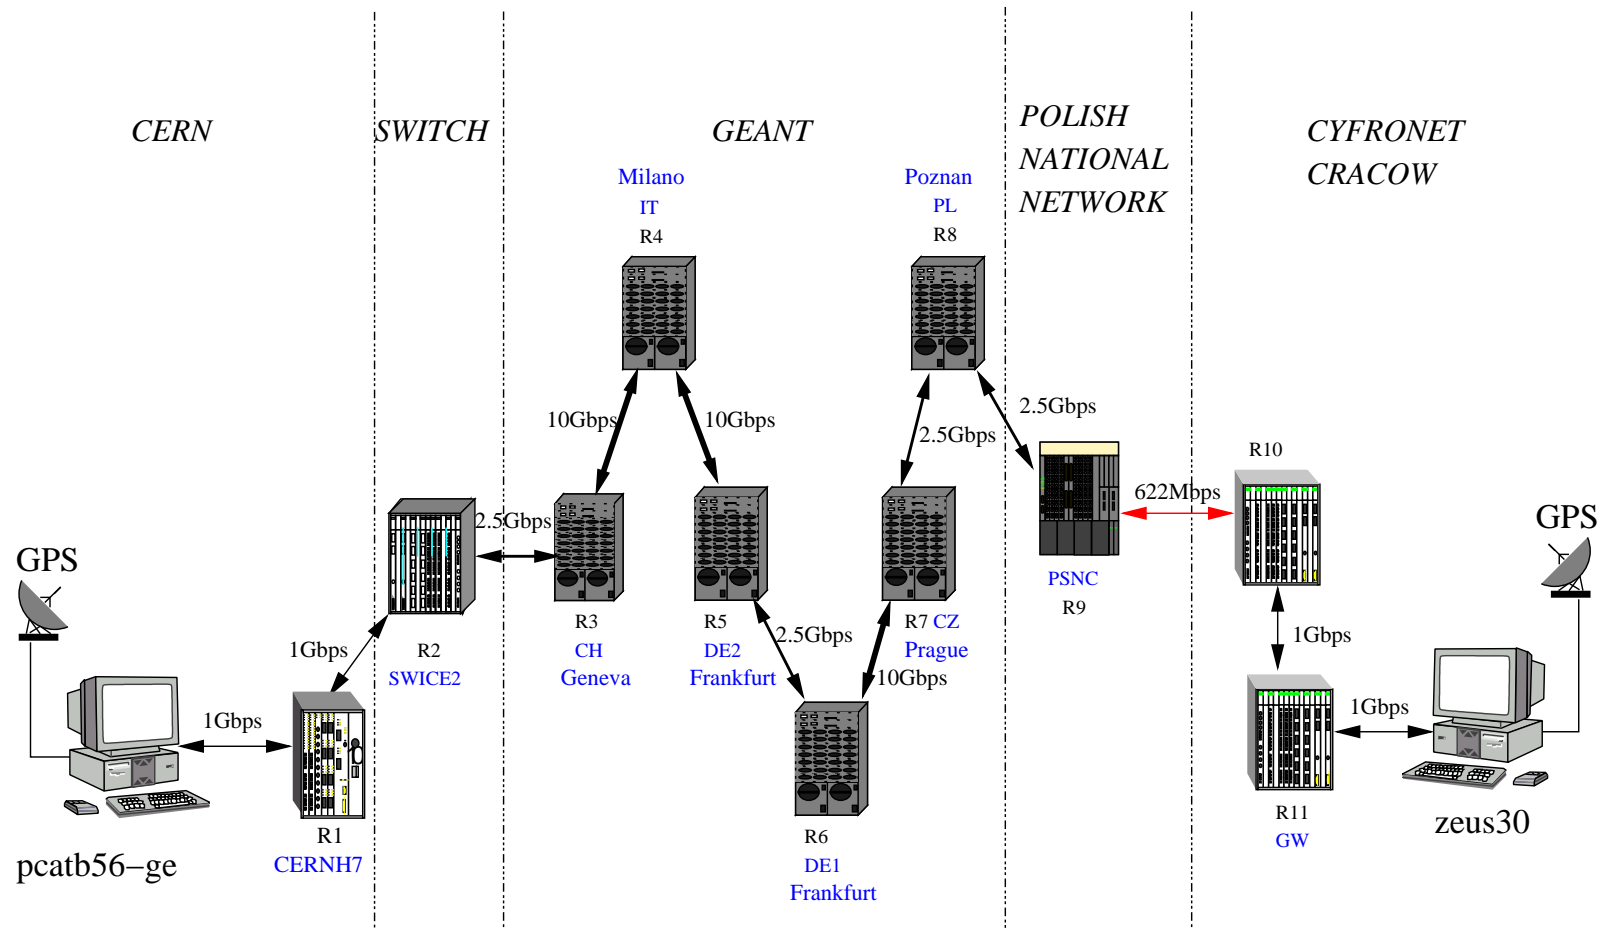 CERN
SWITCH
GEANT
POLISH
NATIONAL
NETWORK
CYFRONET
CRACOW
Milano
IT
R4
Poznan
PL
R8
10Gbps
10Gbps
2.5Gbps
2.5Gbps
R10
622Mbps
2.5Gbps
GPS
GPS
PSNC
R9
R3
CH
Geneva
R5
DE2
Frankfurt
2.5Gbps
R7 CZ
Prague
10Gbps
1Gbps
R2
SWICE2
1Gbps
1Gbps
1Gbps
R1
CERNH7
pcatb56−ge
R6
DE1
Frankfurt
R11
GW
zeus30